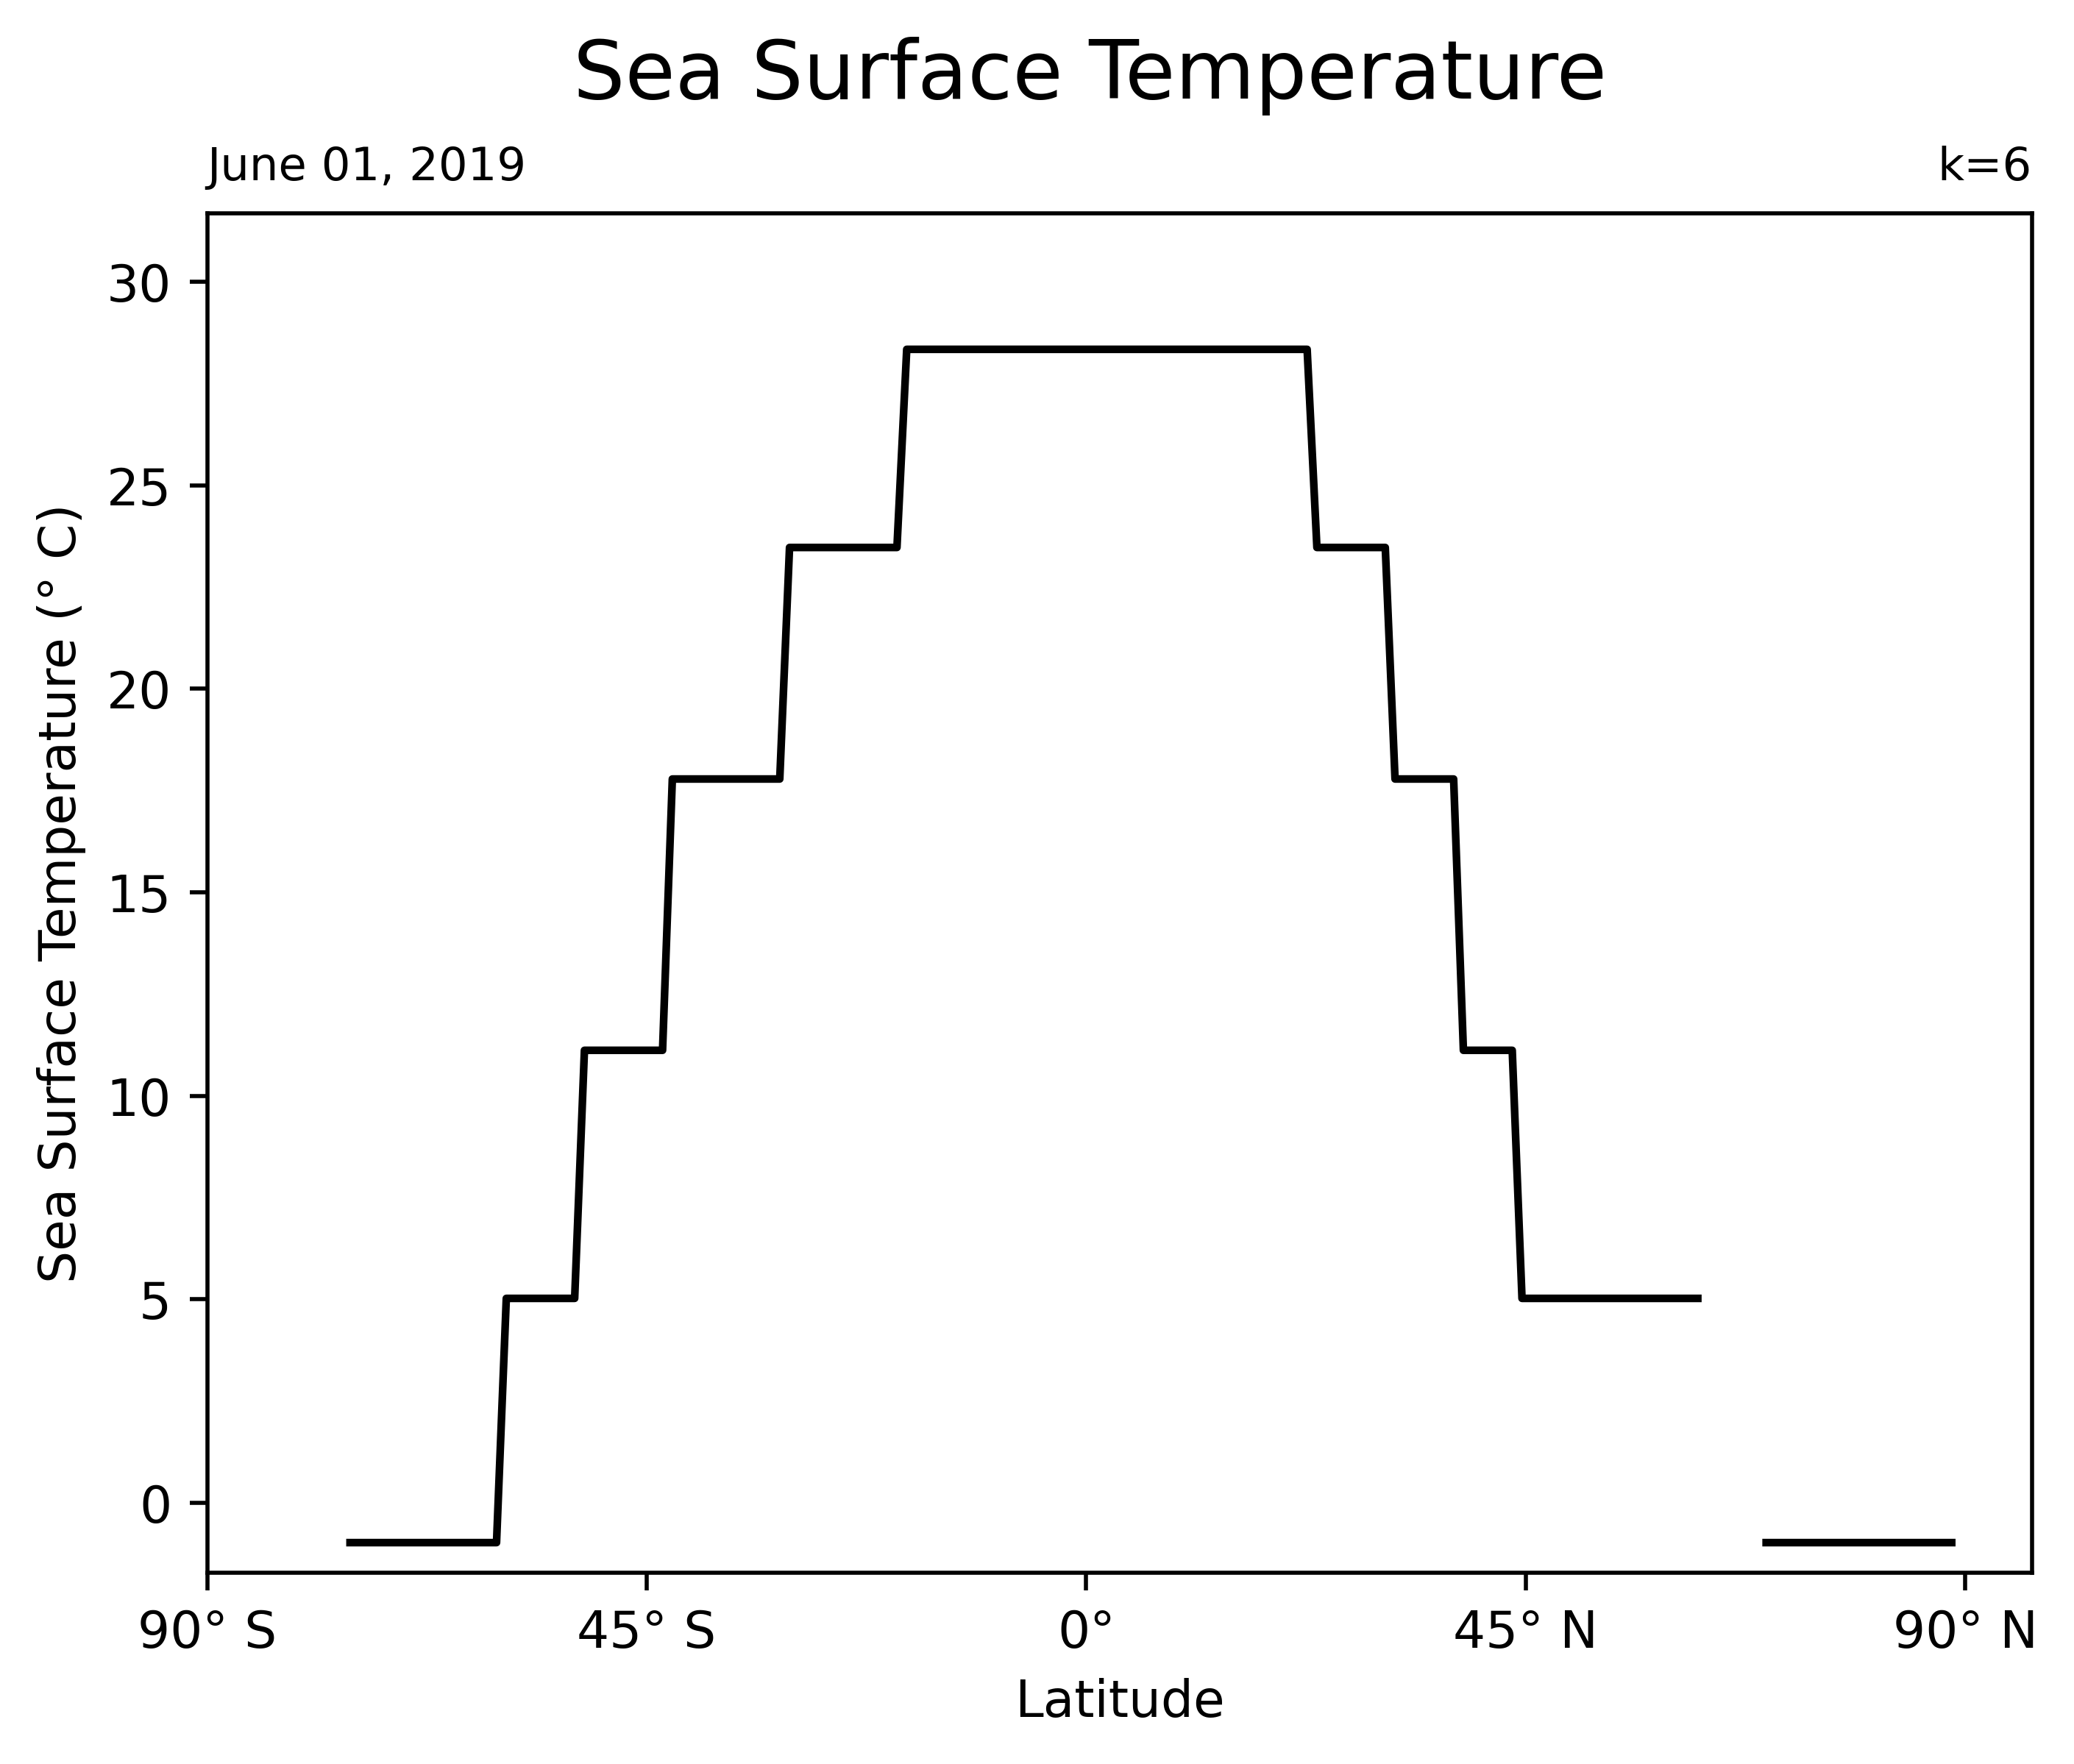 Sea Surface Temperature
June 01, 2019
k=6
30
25
20
15
10
5
0
Sea Surface Temperature (° C)
90° S
45° S
0°
45° N
90° N
Latitude